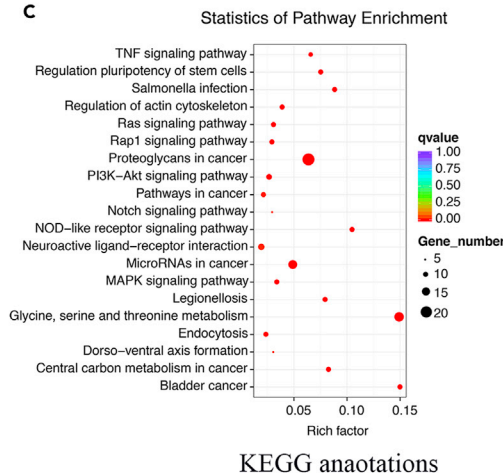 C
Statistics of Pathway Enrichment
TNF signaling pathway
Regulation pluripotency of stem cells
Salmonella infection
Regulation of actin cytoskeleton
Ras signaling pathway
Rap1 signaling pathway
Proteoglycans in cancer
PI3K−Akt signaling pathway
Pathways in cancer
Notch signaling pathway
NOD−like receptor signaling pathway
Neuroactive ligand−receptor interaction
MicroRNAs in cancer
MAPK signaling pathway
Legionellosis
Glycine, serine and threonine metabolism
Endocytosis
Dorso−ventral axis formation
Central carbon metabolism in cancer
Bladder cancer
0.05 0.10 0.15
Rich factor
qvalue
1.00
0.75
0.50
0.25
0.00
Gene_number
5
10
15
20
KEGG anaotations